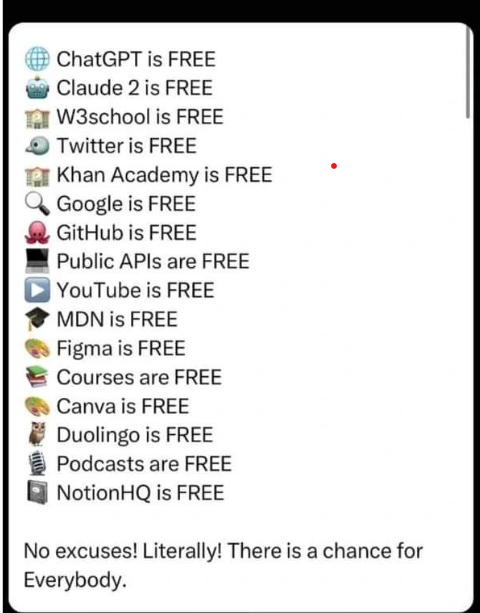 🌐 ChatGPT is FREE
🤖 Claude 2 is FREE
🏫 W3school is FREE
🐦 Twitter is FREE
🏫 Khan Academy is FREE
🔍 Google is FREE
🐙 GitHub is FREE
💻 Public APIs are FREE
▶️ YouTube is FREE
🎓 MDN is FREE
🎨 Figma is FREE
📚 Courses are FREE
🎨 Canva is FREE
🦉 Duolingo is FREE
🎙️ Podcasts are FREE
📓 NotionHQ is FREE
No excuses! Literally! There is a chance for
Everybody.